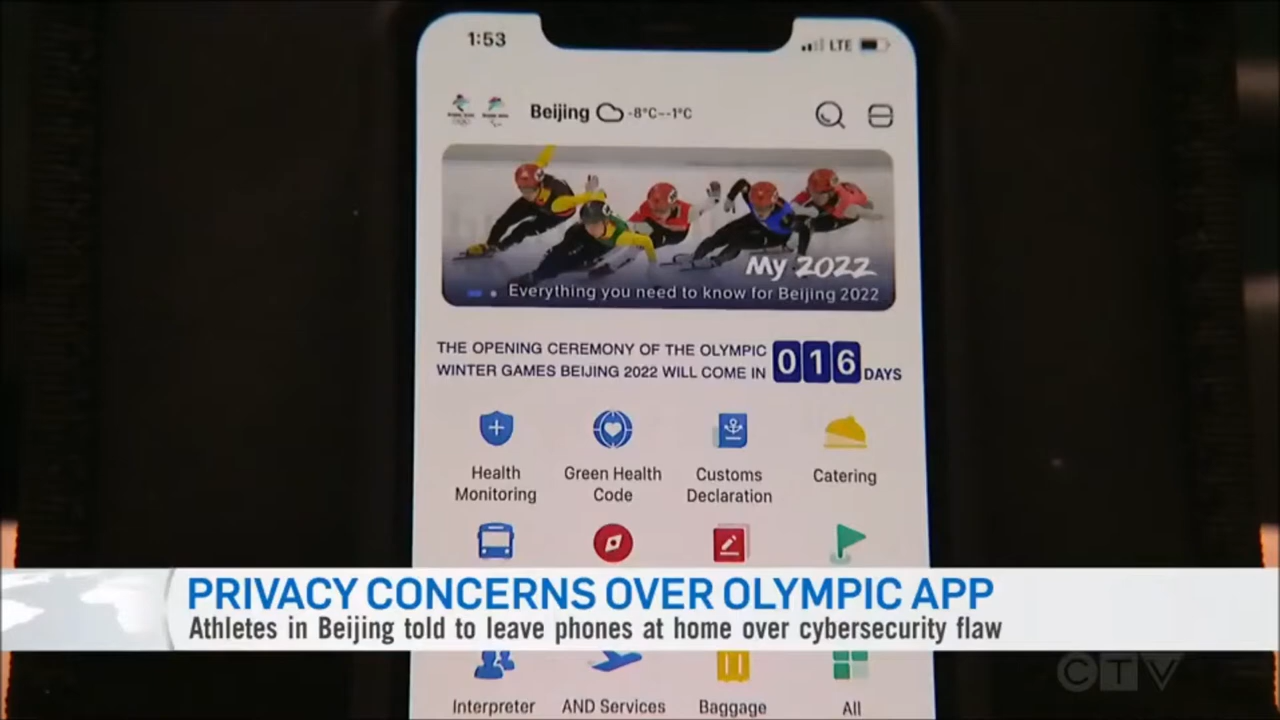 1:53
LTE
Beijing -8°C~-1°C
My 2022
Everything you need to know for Beijing 2022
THE OPENING CEREMONY OF THE OLYMPIC
WINTER GAMES BEIJING 2022 WILL COME IN 016 DAYS
Health Monitoring
Green Health Code
Customs Declaration
Catering
PRIVACY CONCERNS OVER OLYMPIC APP
Athletes in Beijing told to leave phones at home over cybersecurity flaw
CTV
Interpreter
AND Services
Baggage
All